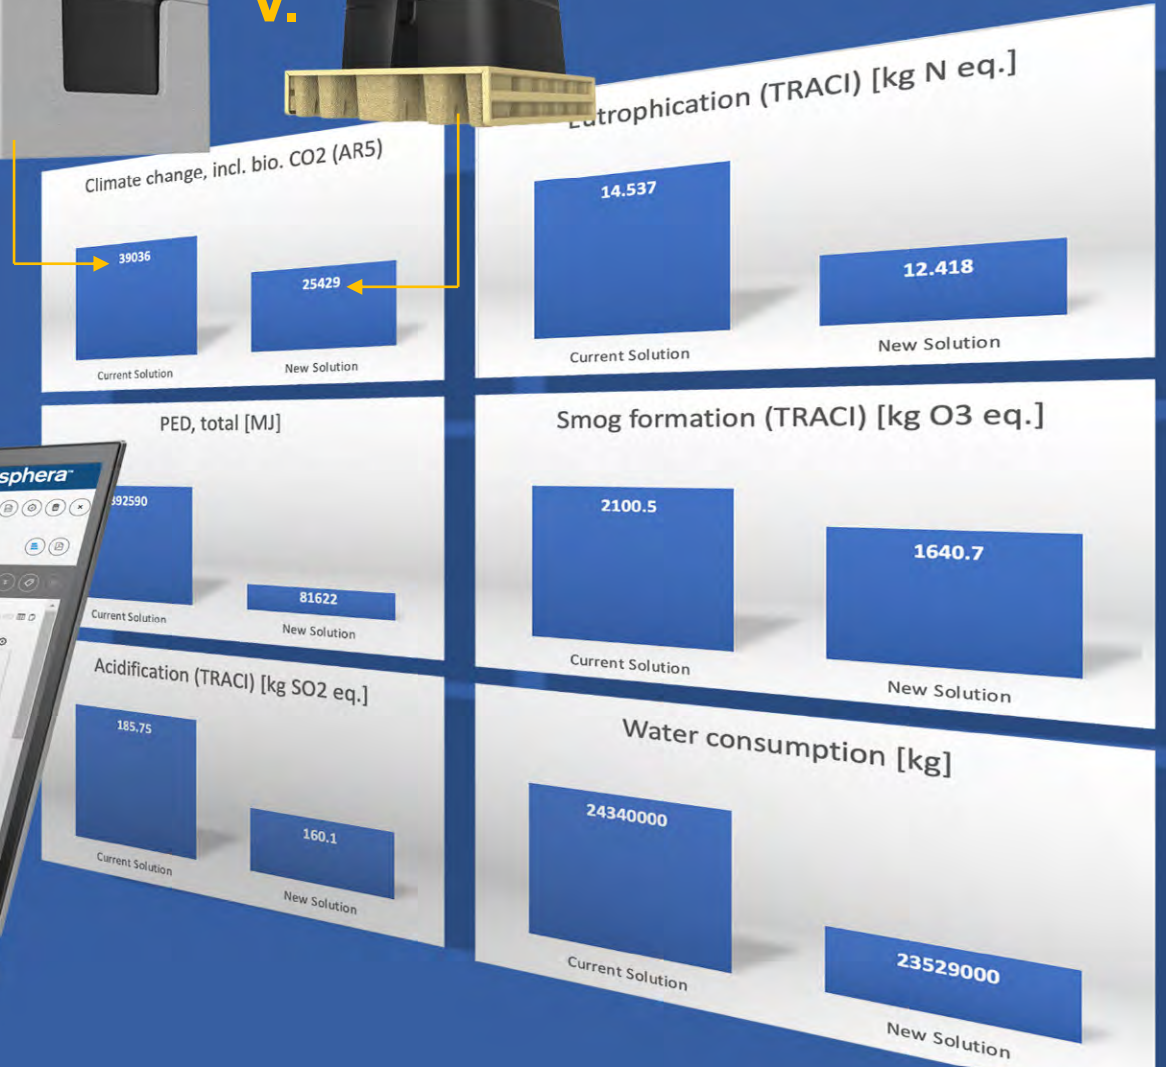 v.
Climate change, incl. bio. CO2 (AR5)
39036
25429
Current Solution
New Solution
Eutrophication (TRACI) [kg N eq.]
14.537
12.418
Current Solution
New Solution
PED, total [MJ]
92590
81622
Current Solution
New Solution
Smog formation (TRACI) [kg O3 eq.]
2100.5
1640.7
Current Solution
New Solution
sphera™
Acidification (TRACI) [kg SO2 eq.]
185.75
160.1
Current Solution
New Solution
Water consumption [kg]
24340000
23529000
Current Solution
New Solution